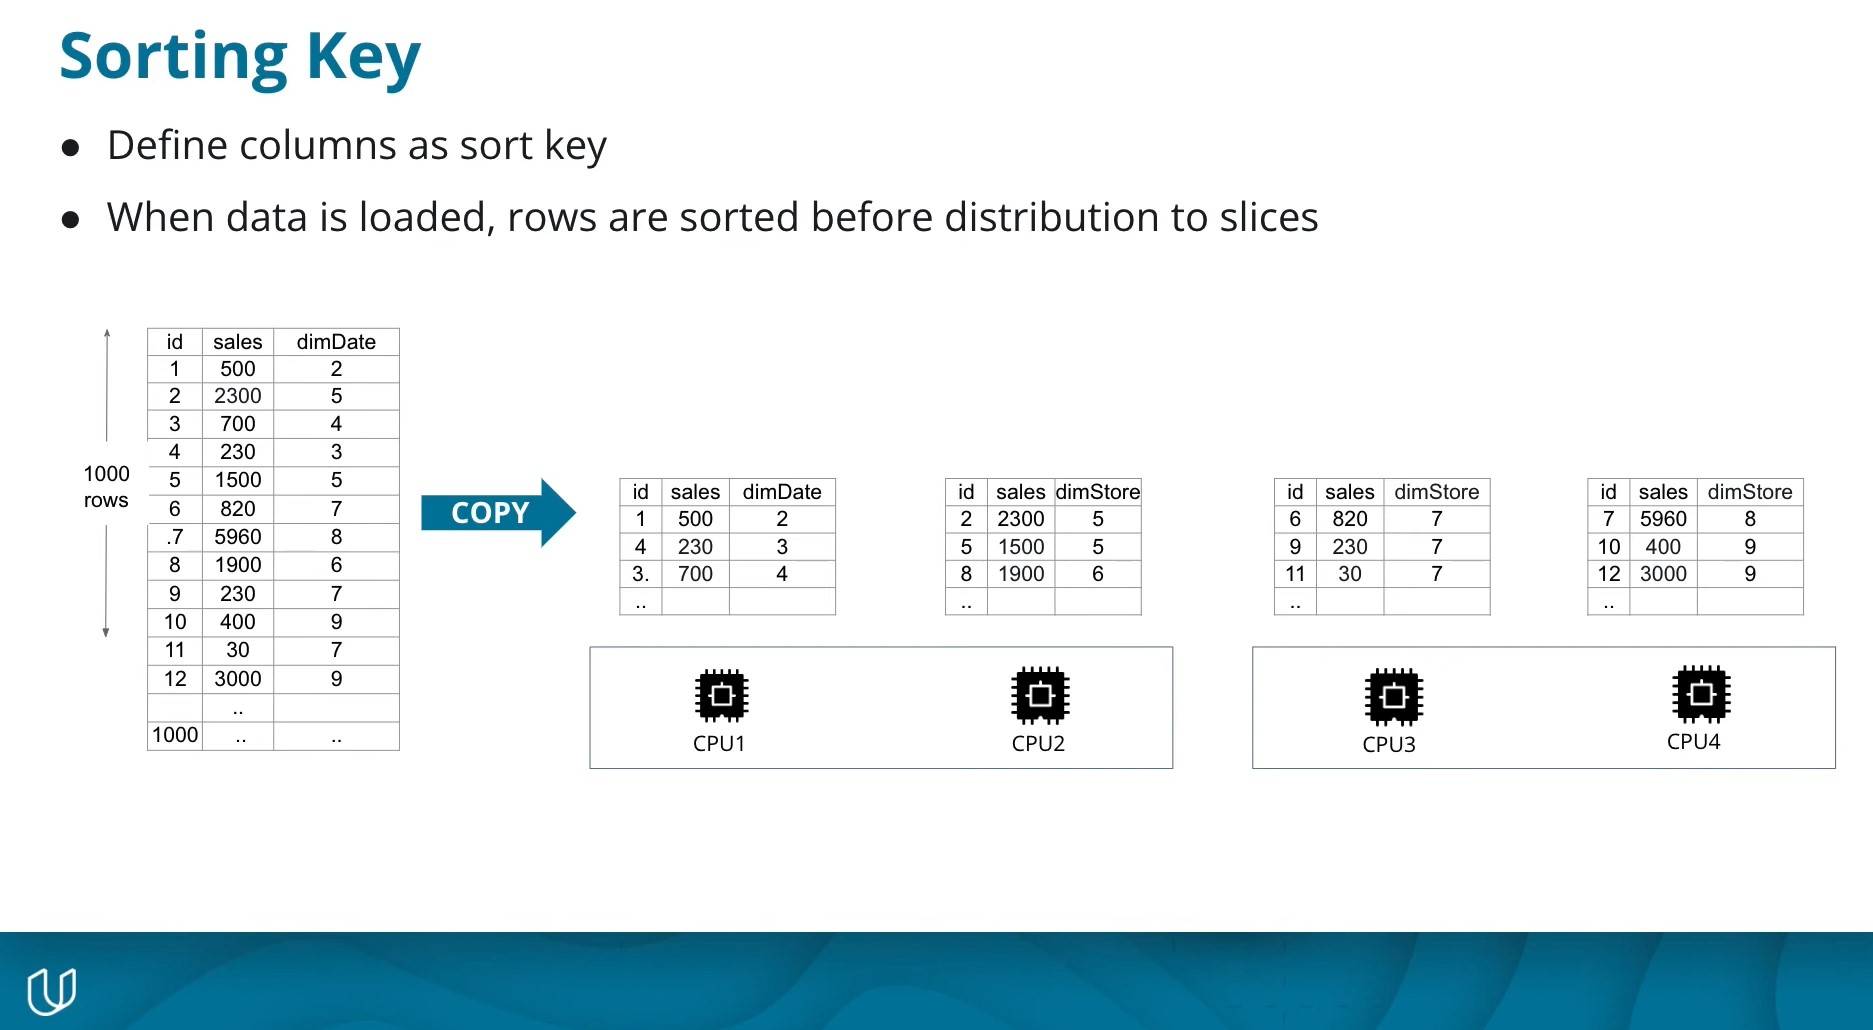 Sorting Key
● Define columns as sort key
● When data is loaded, rows are sorted before distribution to slices
1000
rows
id sales dimDate
1 500 2
2 2300 5
3 700 4
4 230 3
5 1500 5
6 820 7
.7 5960 8
8 1900 6
9 230 7
10 400 9
11 30 7
12 3000 9
..
1000 .. ..
COPY
id sales dimDate
1 500 2
4 230 3
3. 700 4
..
id sales dimStore
2 2300 5
5 1500 5
8 1900 6
..
id sales dimStore
6 820 7
9 230 7
11 30 7
..
id sales dimStore
7 5960 8
10 400 9
12 3000 9
..
CPU1
CPU2
CPU3
CPU4